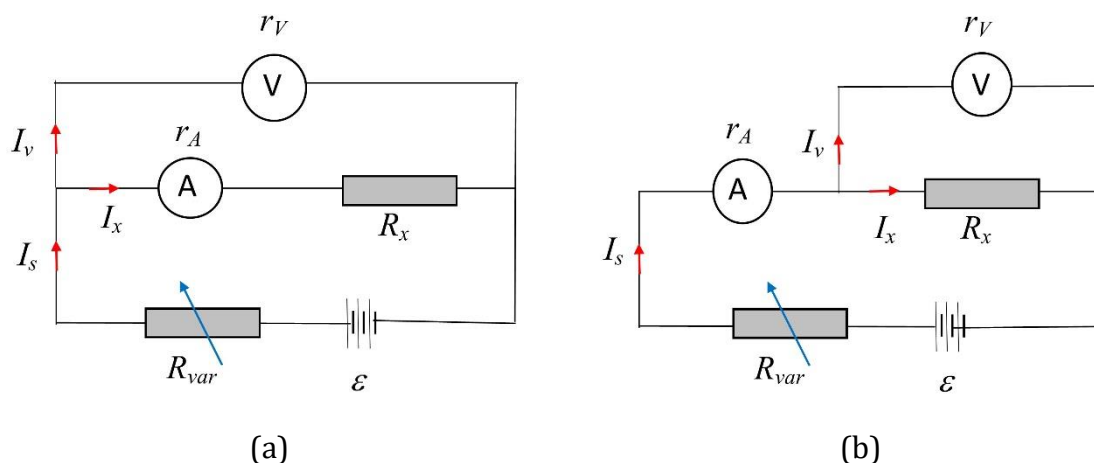 r_V
V
I_v
r_A
A
I_x
R_x
I_s
R_var
ε
(a)
r_V
V
I_v
r_A
A
I_x
R_x
I_s
R_var
ε
(b)